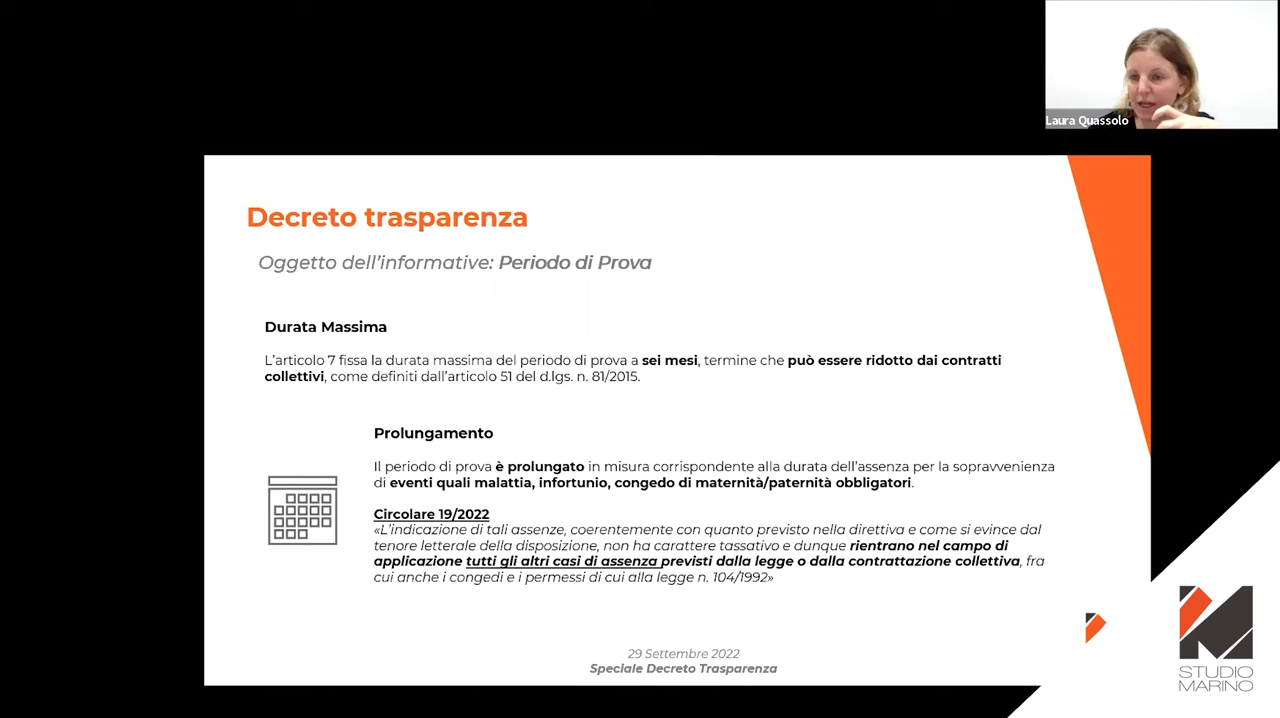 Laura Quassolo
Decreto trasparenza
Oggetto dell'informative: Periodo di Prova
Durata Massima
L'articolo 7 fissa la durata massima del periodo di prova a sei mesi, termine che può essere ridotto dai contratti
collettivi, come definiti dall'articolo 51 del d.lgs. n. 81/2015.
Prolungamento
Il periodo di prova è prolungato in misura corrispondente alla durata dell'assenza per la sopravvenienza
di eventi quali malattia, infortunio, congedo di maternità/paternità obbligatori.
Circolare 19/2022
«L'indicazione di tali assenze, coerentemente con quanto previsto nella direttiva e come si evince dal
tenore letterale della disposizione, non ha carattere tassativo e dunque rientrano nel campo di
applicazione tutti gli altri casi di assenza previsti dalla legge o dalla contrattazione collettiva, fra
cui anche i congedi e i permessi di cui alla legge n. 104/1992»
29 Settembre 2022
Speciale Decreto Trasparenza
STUDIO
MARINO